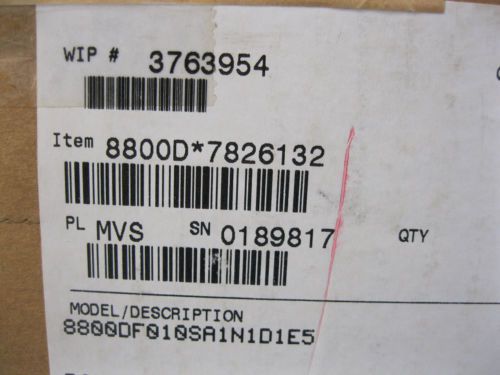 WIP # 3763954
Item 8800D*7826132
PL MVS SN 0189817 QTY
MODEL/DESCRIPTION
8800DF010SA1N1D1E5